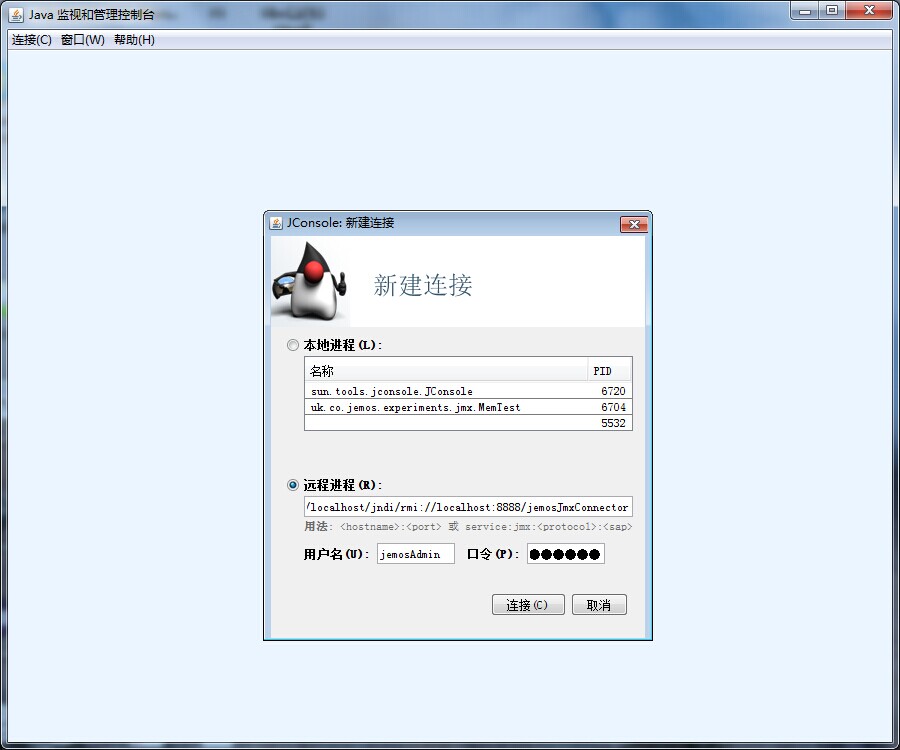 Java 监视和管理控制台
连接(C) 窗口(W) 帮助(H)
JConsole: 新建连接
新建连接
本地进程(L):
名称 PID
sun.tools.jconsole.JConsole 6720
uk.co.jemos.experiments.jmx.MemTest 6704
5532
远程进程(R):
/localhost/jndi/rmi://localhost:8888/jemosJmxConnector
用法: <hostname>:<port> 或 service:jmx:<protocol>:<sap>
用户名(U): jemosAdmin 口令(P): ●●●●●●
连接(C) 取消